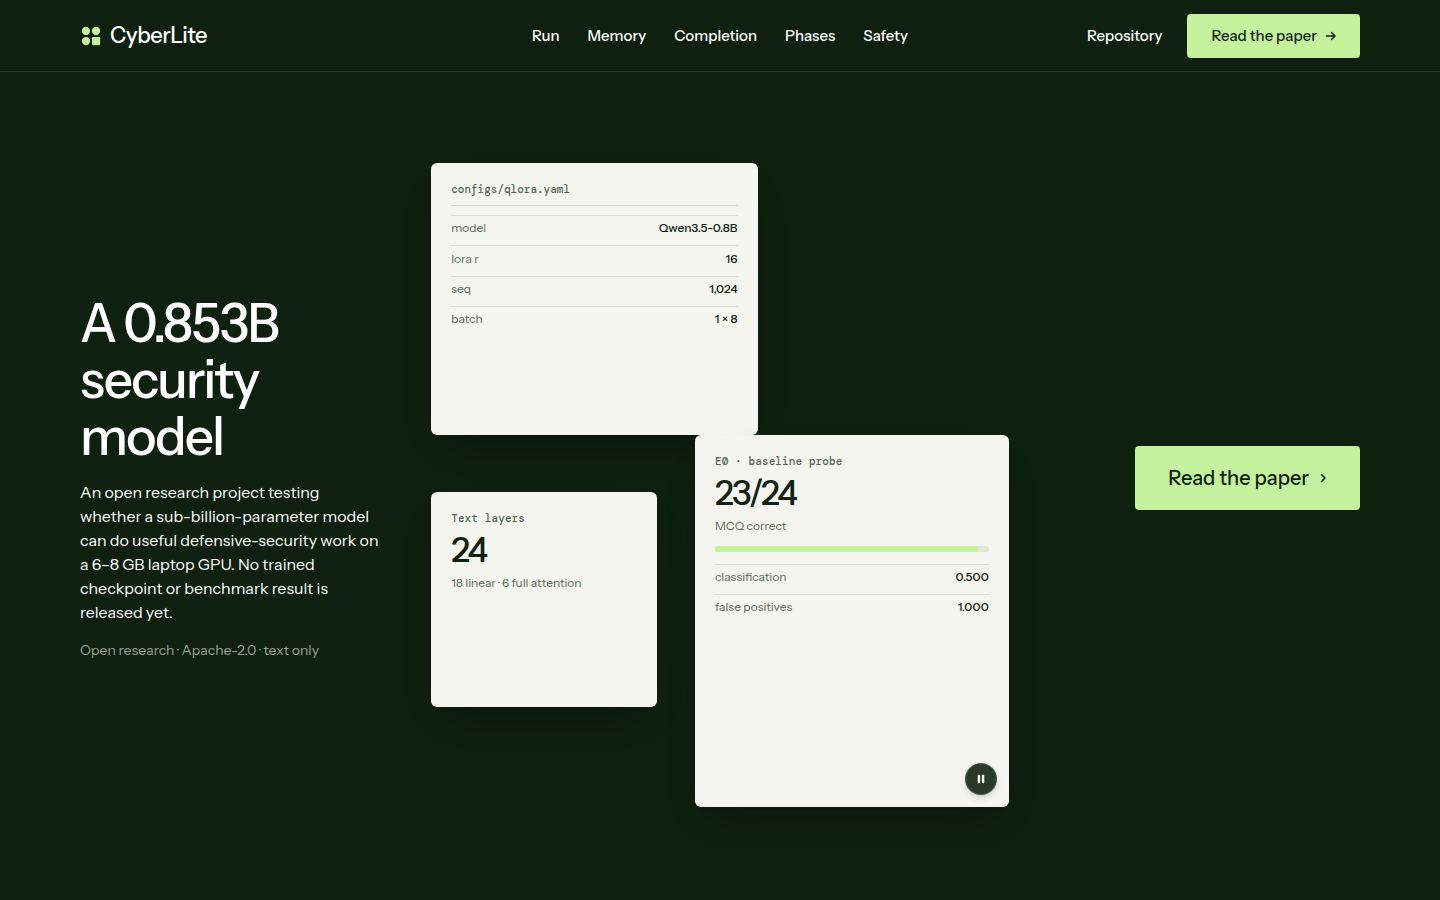 CyberLite
Run
Memory
Completion
Phases
Safety
Repository
Read the paper →
A 0.853B
security
model
An open research project testing
whether a sub-billion-parameter model
can do useful defensive-security work on
a 6–8 GB laptop GPU. No trained
checkpoint or benchmark result is
released yet.
Open research · Apache-2.0 · text only
configs/qlora.yaml
model Qwen3.5-0.8B
lora r 16
seq 1,024
batch 1 × 8
Text layers
24
18 linear · 6 full attention
E0 · baseline probe
23/24
MCQ correct
classification 0.500
false positives 1.000
Read the paper ›